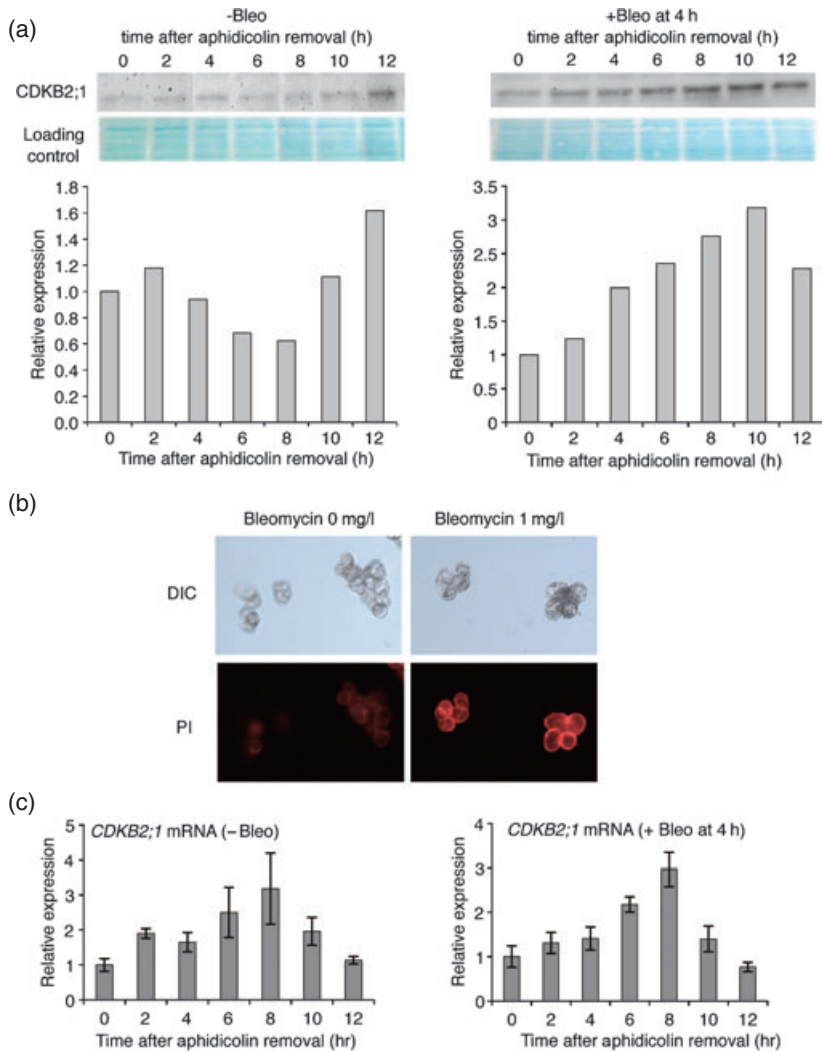 (a)
-Bleo
time after aphidicolin removal (h)
0 2 4 6 8 10 12
+Bleo at 4 h
time after aphidicolin removal (h)
0 2 4 6 8 10 12
CDKB2;1
Loading
control
Relative expression
1.8
1.6
1.4
1.2
1.0
0.8
0.6
0.4
0.2
0.0
0 2 4 6 8 10 12
Time after aphidicolin removal (h)
Relative expression
3.5
3
2.5
2
1.5
1
0.5
0
0 2 4 6 8 10 12
Time after aphidicolin removal (h)
(b)
Bleomycin 0 mg/l
Bleomycin 1 mg/l
DIC
PI
(c)
CDKB2;1 mRNA (– Bleo)
Relative expression
5
4
3
2
1
0
0 2 4 6 8 10 12
Time after aphidicolin removal (hr)
CDKB2;1 mRNA (+ Bleo at 4 h)
Relative expression
4
3
2
1
0
0 2 4 6 8 10 12
Time after aphidicolin removal (hr)